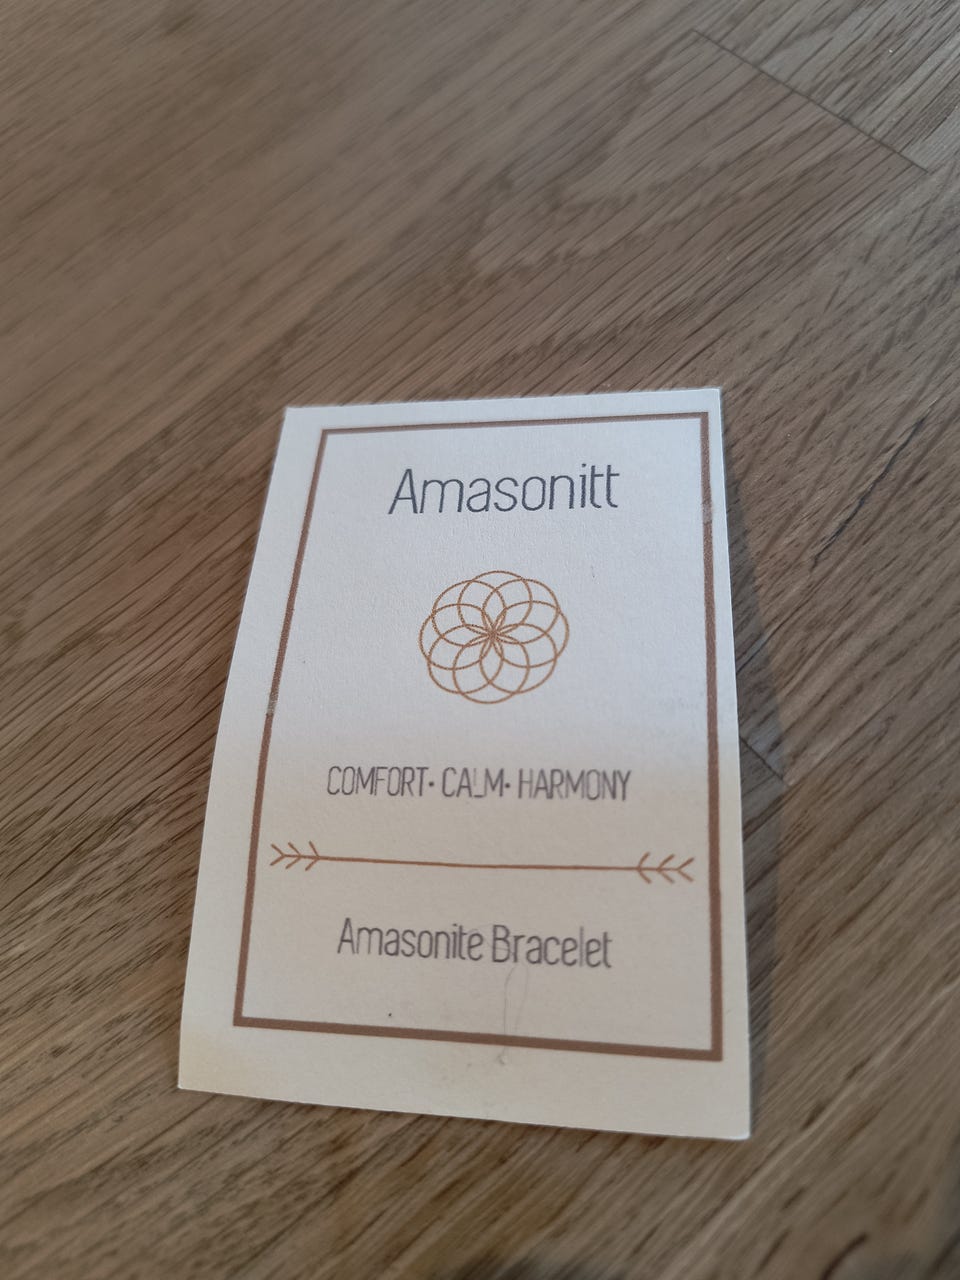 Amasonitt
COMFORT• CALM• HARMONY
Amasonite Bracelet